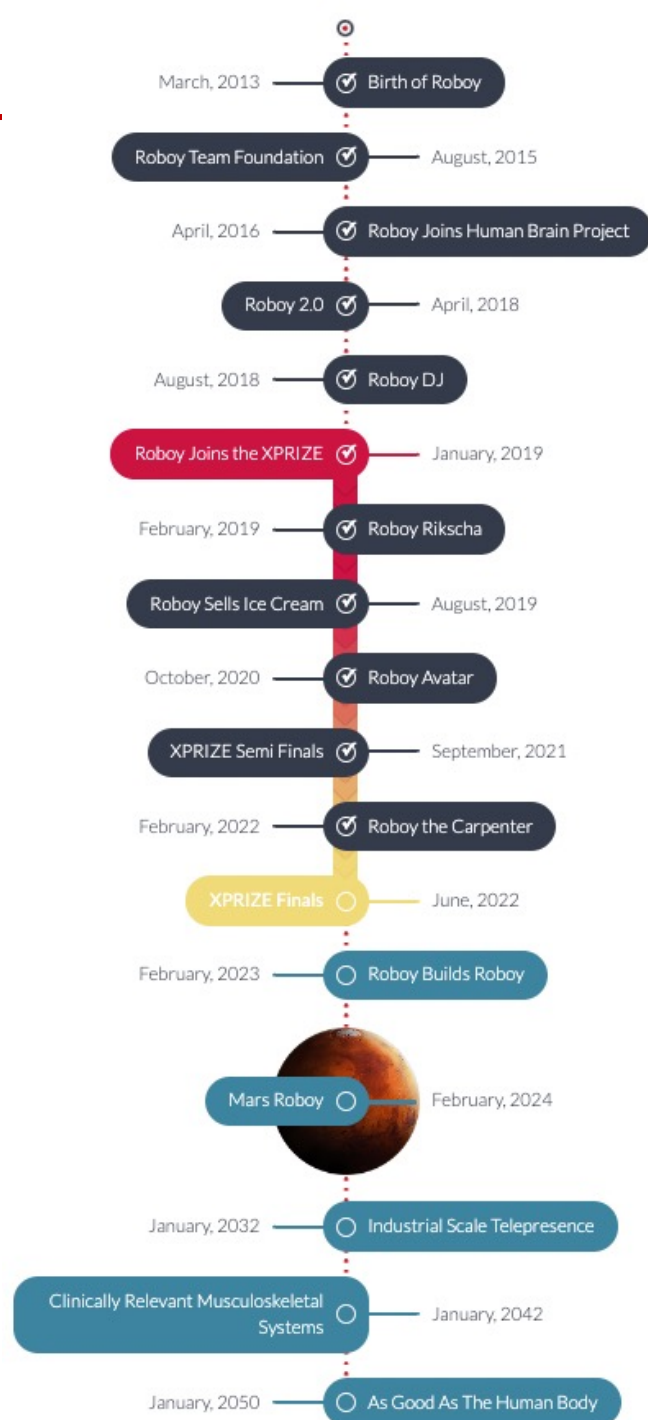 March, 2013 Birth of Roboy
Roboy Team Foundation August, 2015
April, 2016 Roboy Joins Human Brain Project
Roboy 2.0 April, 2018
August, 2018 Roboy DJ
Roboy Joins the XPRIZE January, 2019
February, 2019 Roboy Rikscha
Roboy Sells Ice Cream August, 2019
October, 2020 Roboy Avatar
XPRIZE Semi Finals September, 2021
February, 2022 Roboy the Carpenter
XPRIZE Finals June, 2022
February, 2023 Roboy Builds Roboy
Mars Roboy February, 2024
January, 2032 Industrial Scale Telepresence
Clinically Relevant Musculoskeletal
Systems
January, 2042
January, 2050 As Good As The Human Body